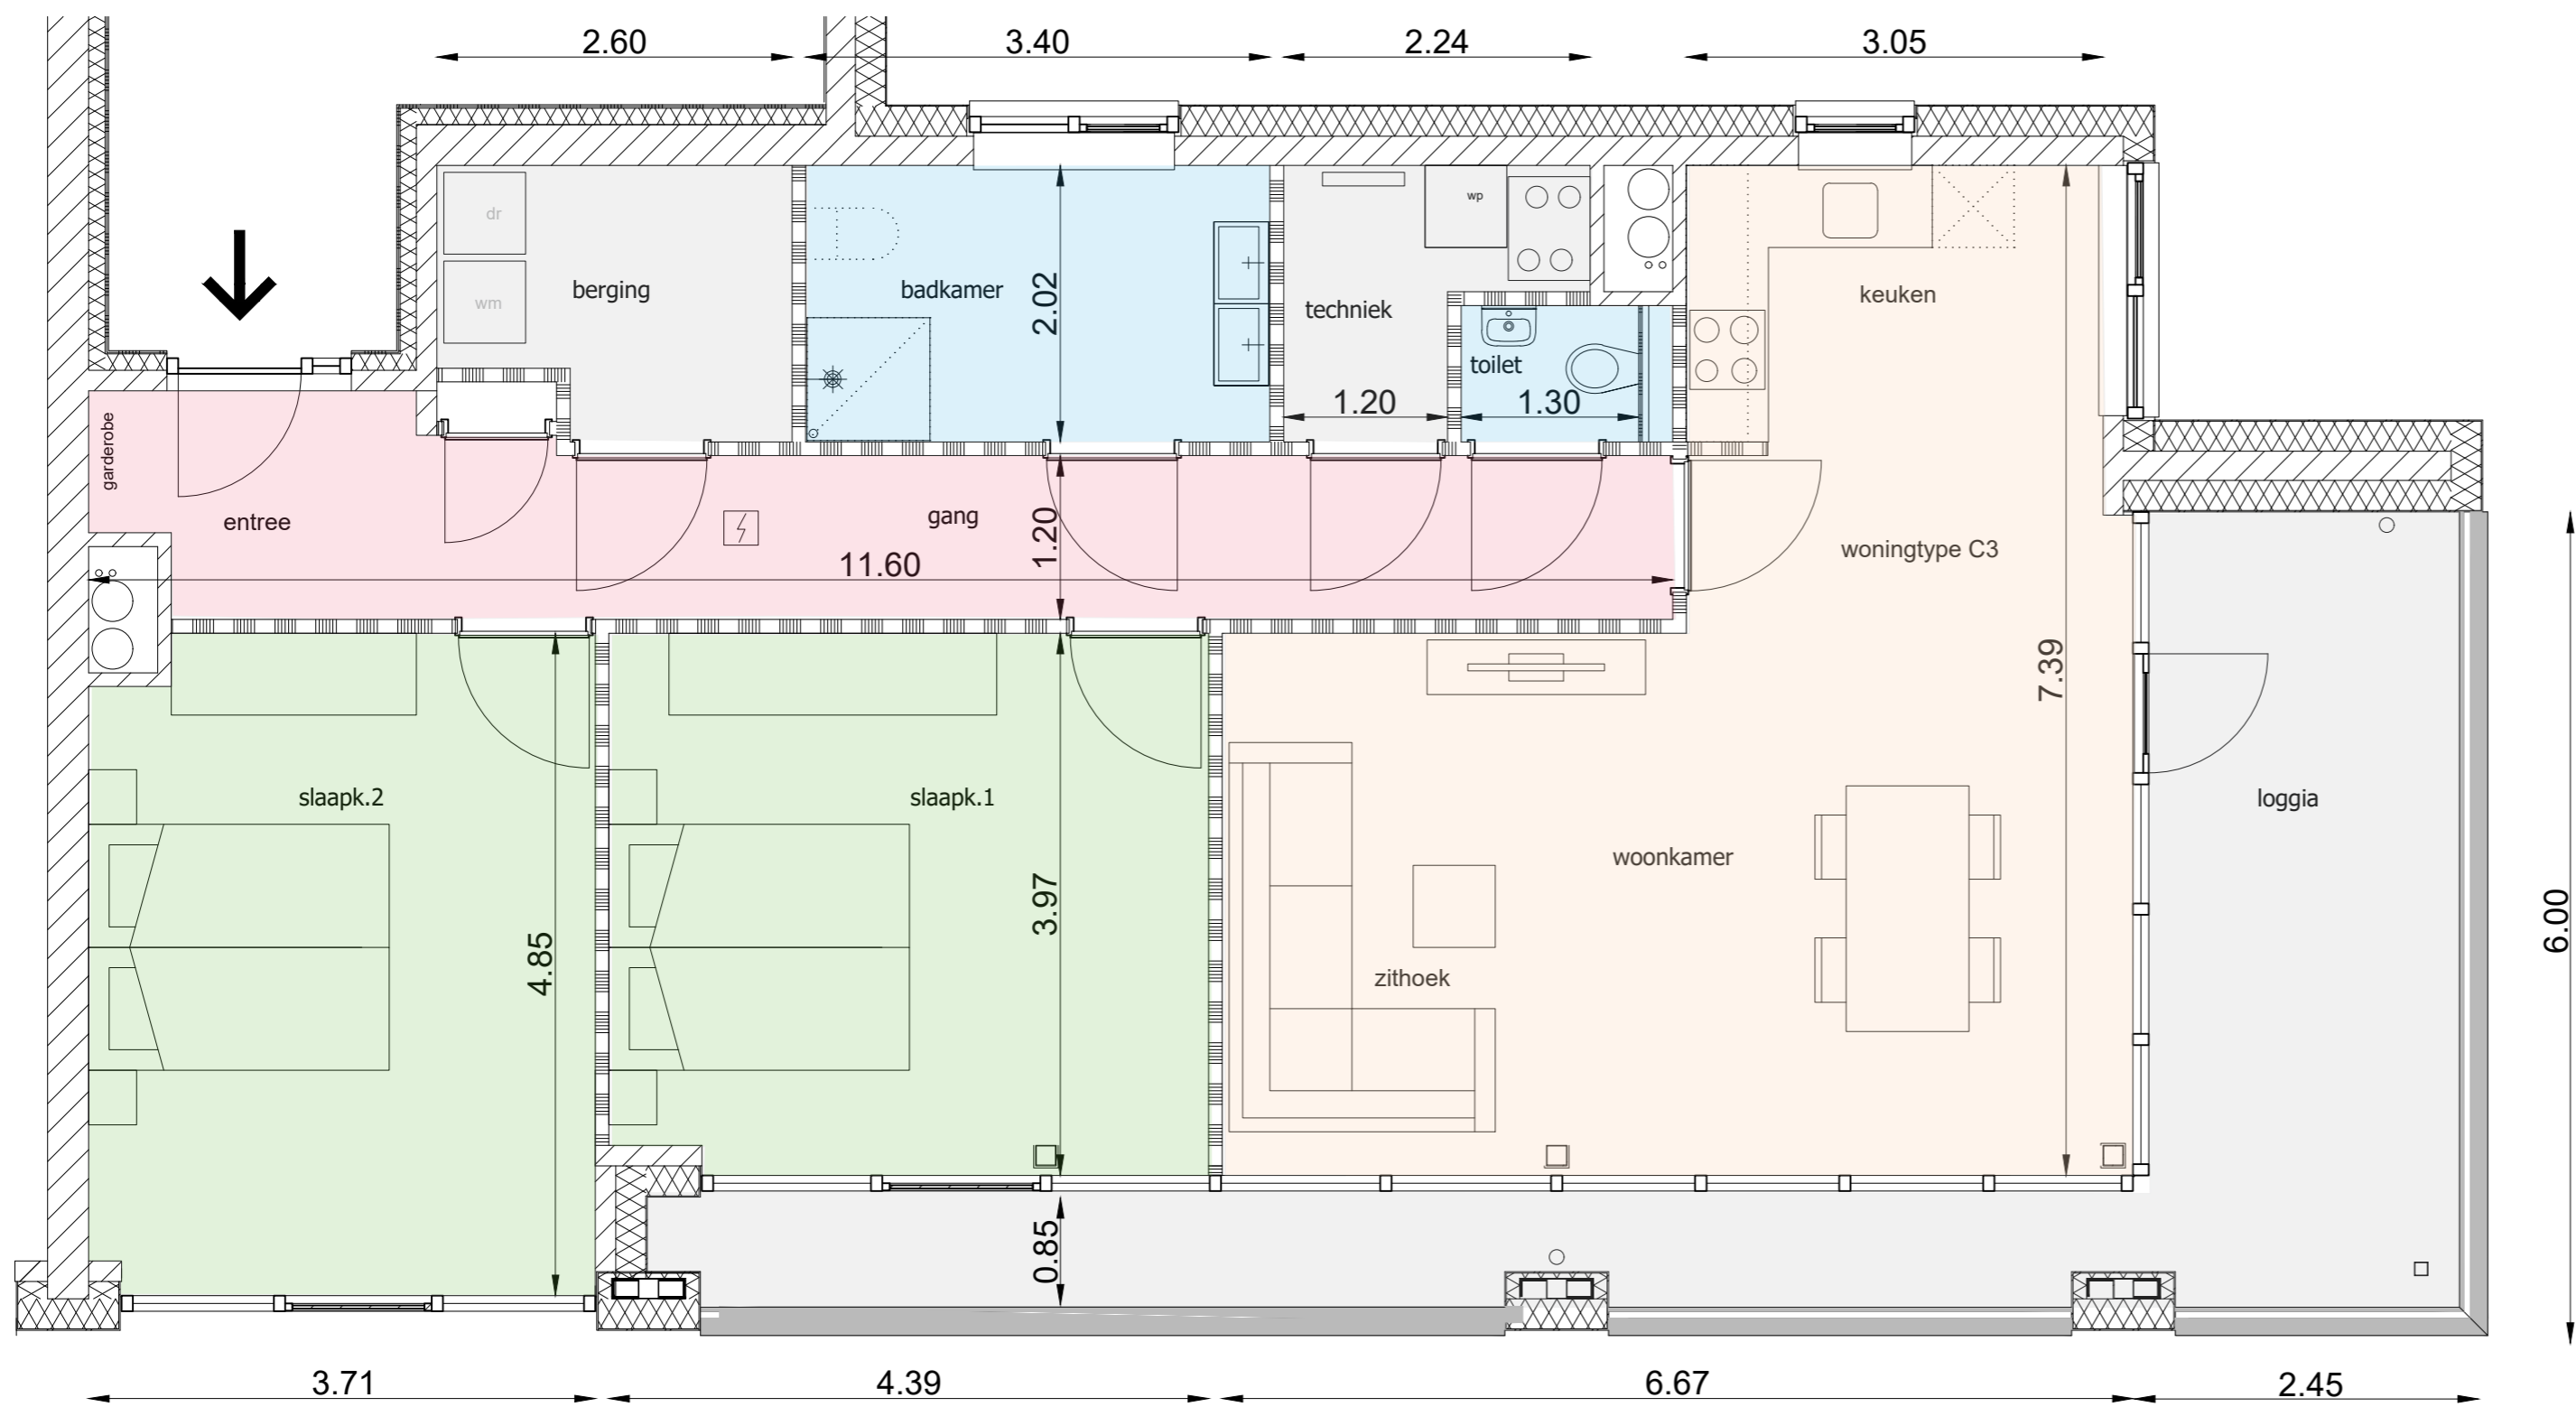 2.60
3.40
2.24
3.05
dr
wm
berging
badkamer
2.02
wp
techniek
toilet
1.20
1.30
keuken
garderobe
entree
gang
1.20
11.60
woningtype C3
7.39
slaapk.2
slaapk.1
loggia
woonkamer
zithoek
4.85
3.97
6.00
0.85
3.71
4.39
6.67
2.45